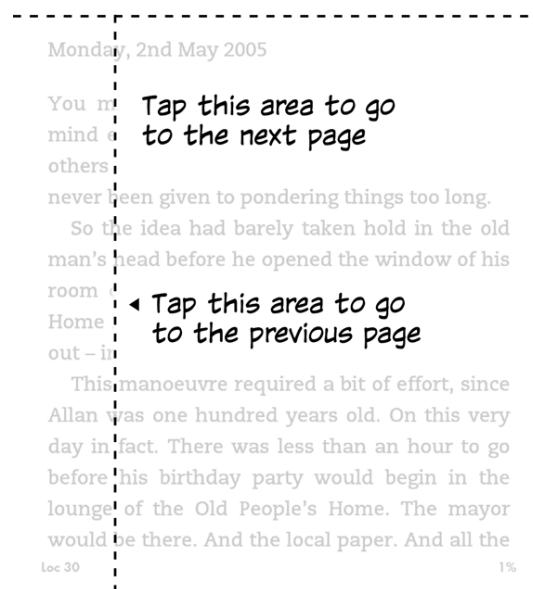 Monday, 2nd May 2005
Tap this area to go
to the next page
You m
mind
others
never been given to pondering things too long.
So the idea had barely taken hold in the old
man's head before he opened the window of his
room
Home
out – in
◂ Tap this area to go
to the previous page
This manoeuvre required a bit of effort, since
Allan was one hundred years old. On this very
day in fact. There was less than an hour to go
before his birthday party would begin in the
lounge of the Old People's Home. The mayor
would be there. And the local paper. And all the
Loc 30
1%